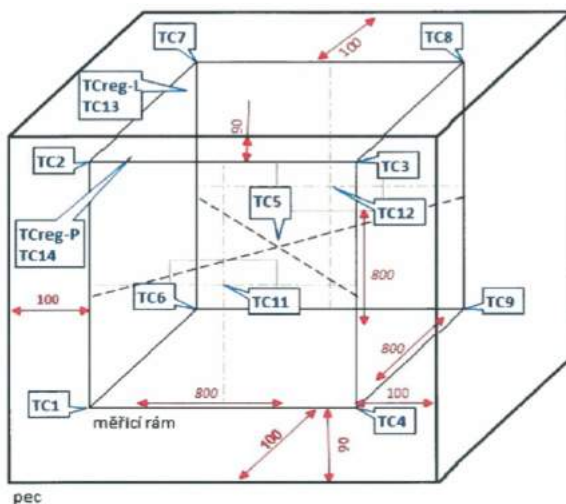 TC7
TC8
100
TCreg-L
TC13
90
TC2
TC3
TC5
TC12
TCreg-P
TC14
800
100
TC6
TC11
TC9
800
800
100
TC1
TC4
měřicí rám
100
90
pec